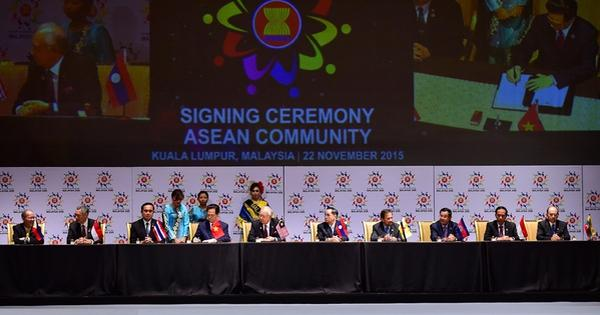 SIGNING CEREMONY
ASEAN COMMUNITY
KUALA LUMPUR, MALAYSIA | 22 NOVEMBER 2015